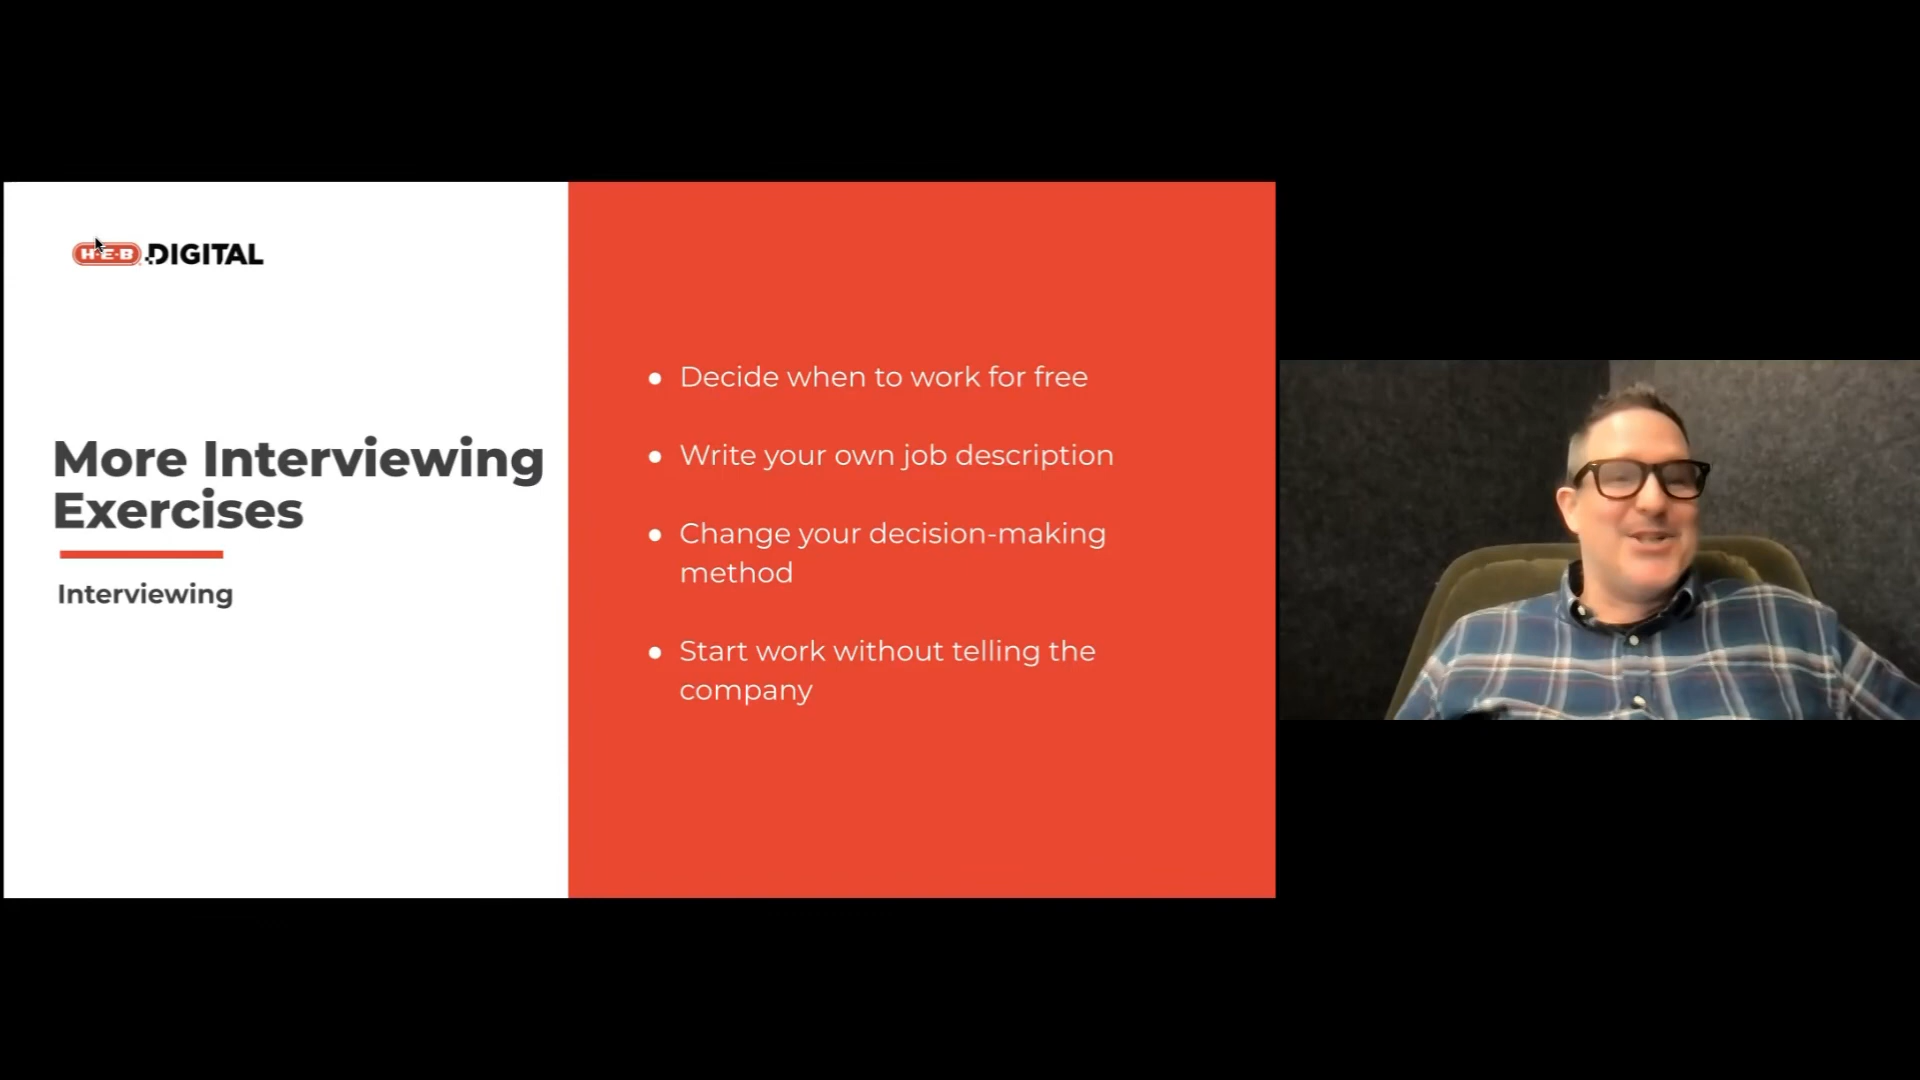 H-E-B DIGITAL
More Interviewing
Exercises
Interviewing
● Decide when to work for free
● Write your own job description
● Change your decision-making
method
● Start work without telling the
company